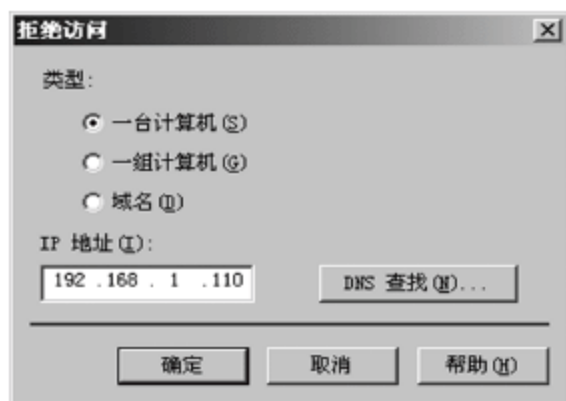 拒绝访问
类型:
一台计算机(S)
一组计算机(G)
域名(D)
IP 地址(I):
192 .168 . 1 .110
DNS 查找(N)...
确定 取消 帮助(H)